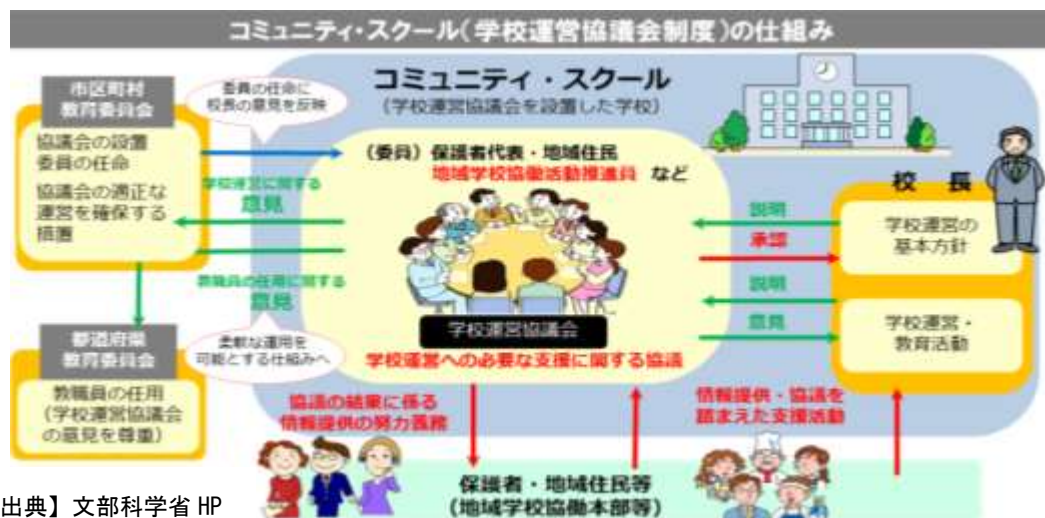 コミュニティ・スクール(学校運営協議会制度)の仕組み
市区町村
教育委員会
協議会の設置
委員の任命
協議会の適正な
運営を確保する
措置
委員の任命に
校長の意見を反映
コミュニティ・スクール
(学校運営協議会を設置した学校)
(委員)保護者代表・地域住民
地域学校協働活動推進員 など
学校運営に関する
意見
教職員の任用に関する
意見
柔軟な運用を
可能とする仕組みへ
学校運営協議会
学校運営への必要な支援に関する協議
校 長
説明
承認
学校運営の
基本方針
説明
意見
学校運営・
教育活動
都道府県
教育委員会
教職員の任用
(学校運営協議会
の意見を尊重)
協議の結果に係る
情報提供の努力義務
情報提供・協議を
踏まえた支援活動
保護者・地域住民等
(地域学校協働本部等)
出典】文部科学省 HP